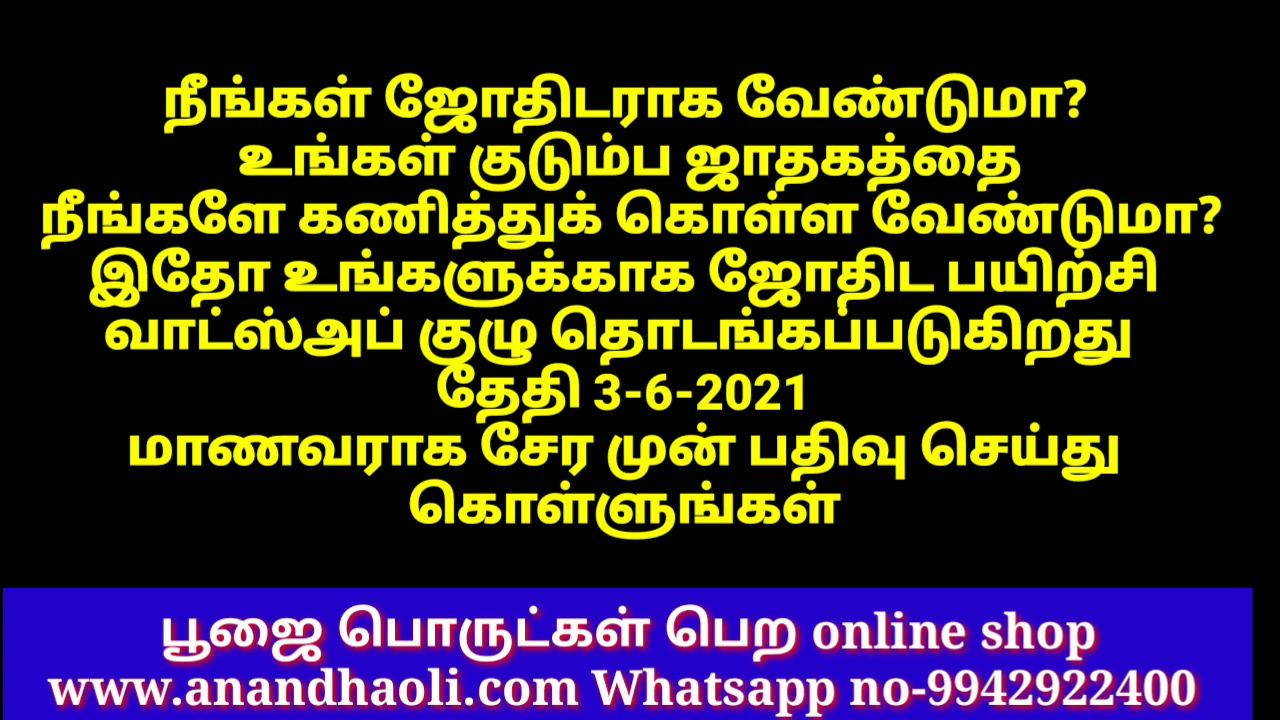 நீங்கள் ஜோதிடராக வேண்டுமா?
உங்கள் குடும்ப ஜாதகத்தை
நீங்களே கணித்துக் கொள்ள வேண்டுமா?
இதோ உங்களுக்காக ஜோதிட பயிற்சி
வாட்ஸ்அப் குழு தொடங்கப்படுகிறது
தேதி 3-6-2021
மாணவராக சேர முன் பதிவு செய்து
கொள்ளுங்கள்
பூஜை பொருட்கள் பெற online shop
www.anandhaoli.com Whatsapp no-9942922400